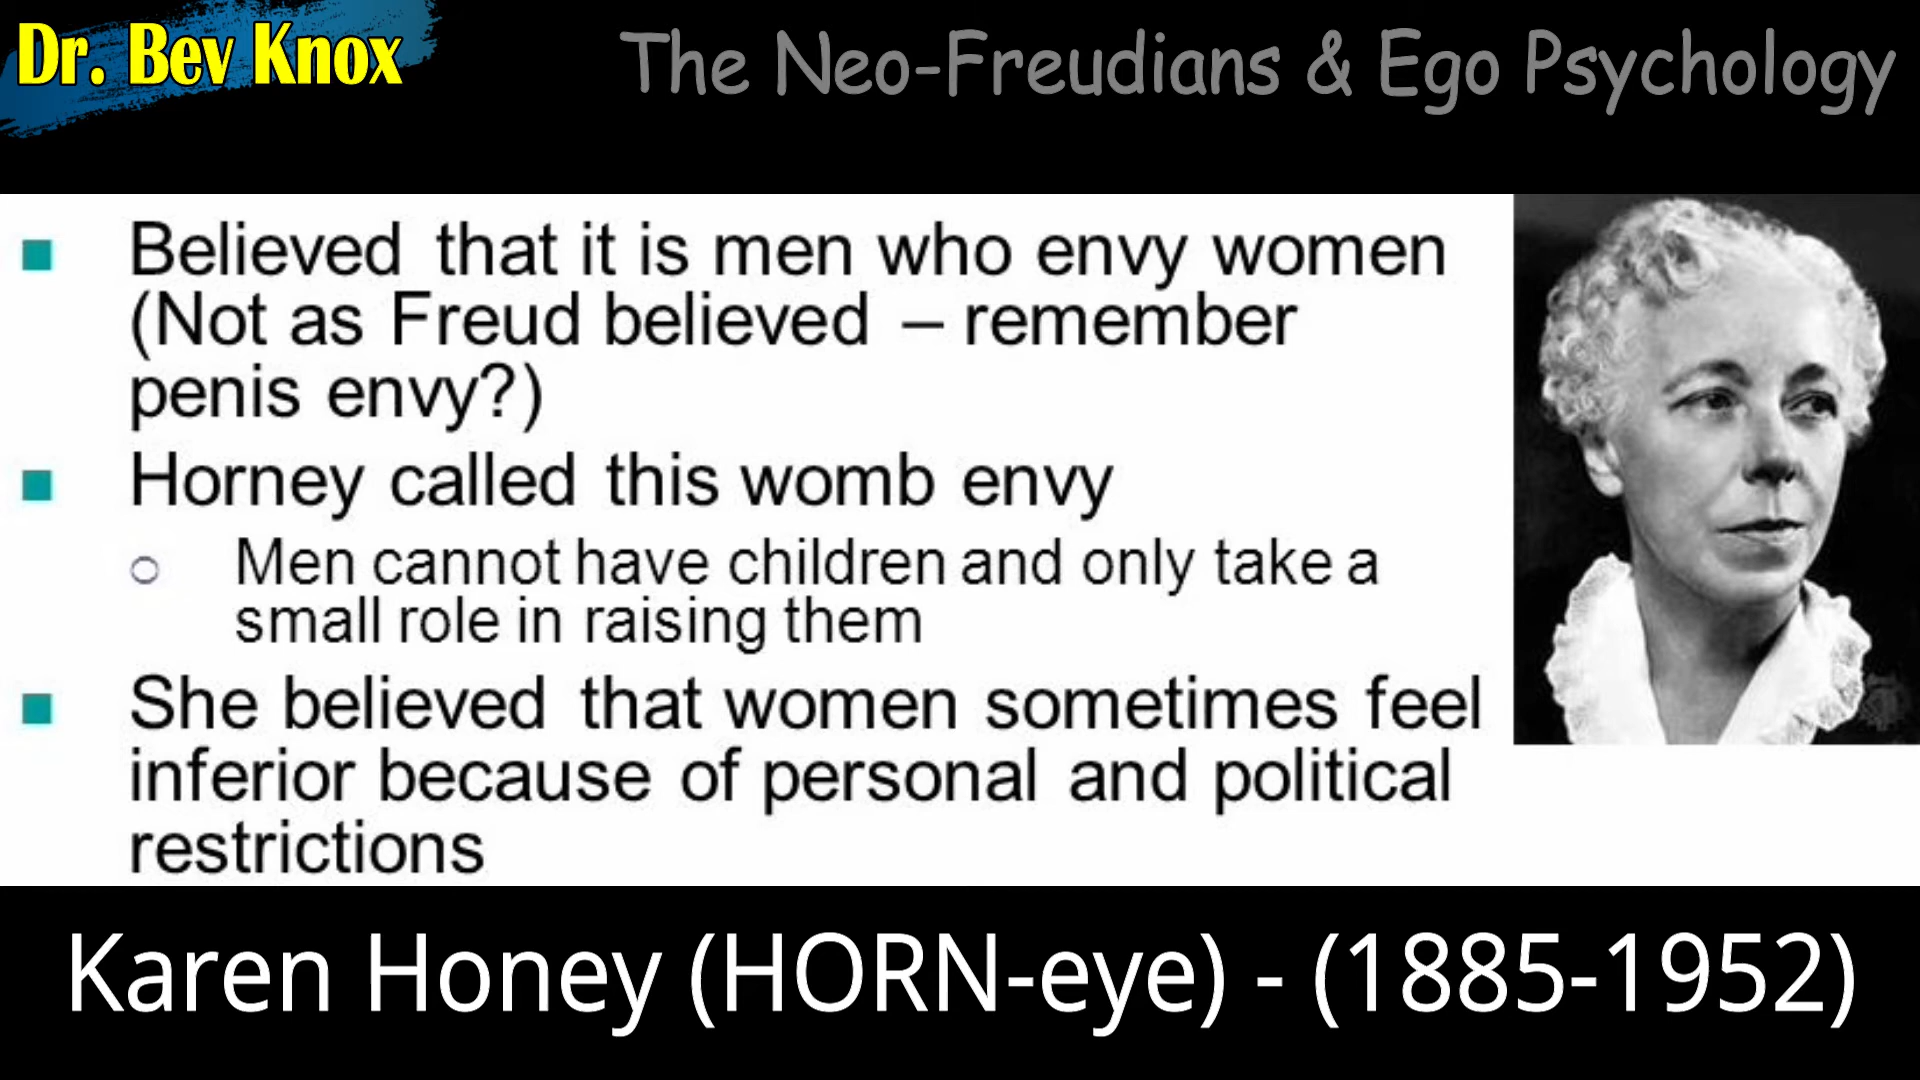 Dr. Bev Knox
The Neo-Freudians & Ego Psychology
Believed that it is men who envy women
(Not as Freud believed – remember
penis envy?)
Horney called this womb envy
Men cannot have children and only take a
small role in raising them
She believed that women sometimes feel
inferior because of personal and political
restrictions
Karen Honey (HORN-eye) - (1885-1952)